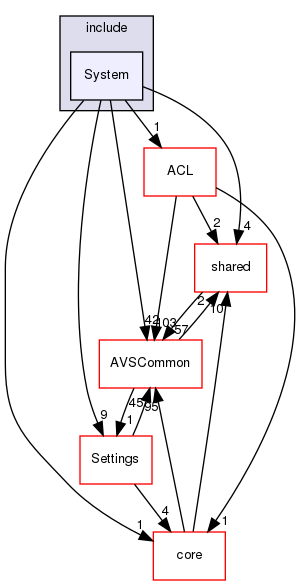 include
System
1
ACL
2
4
shared
42
103
57
2
10
AVSCommon
45
95
9
1
Settings
4
1
1
core